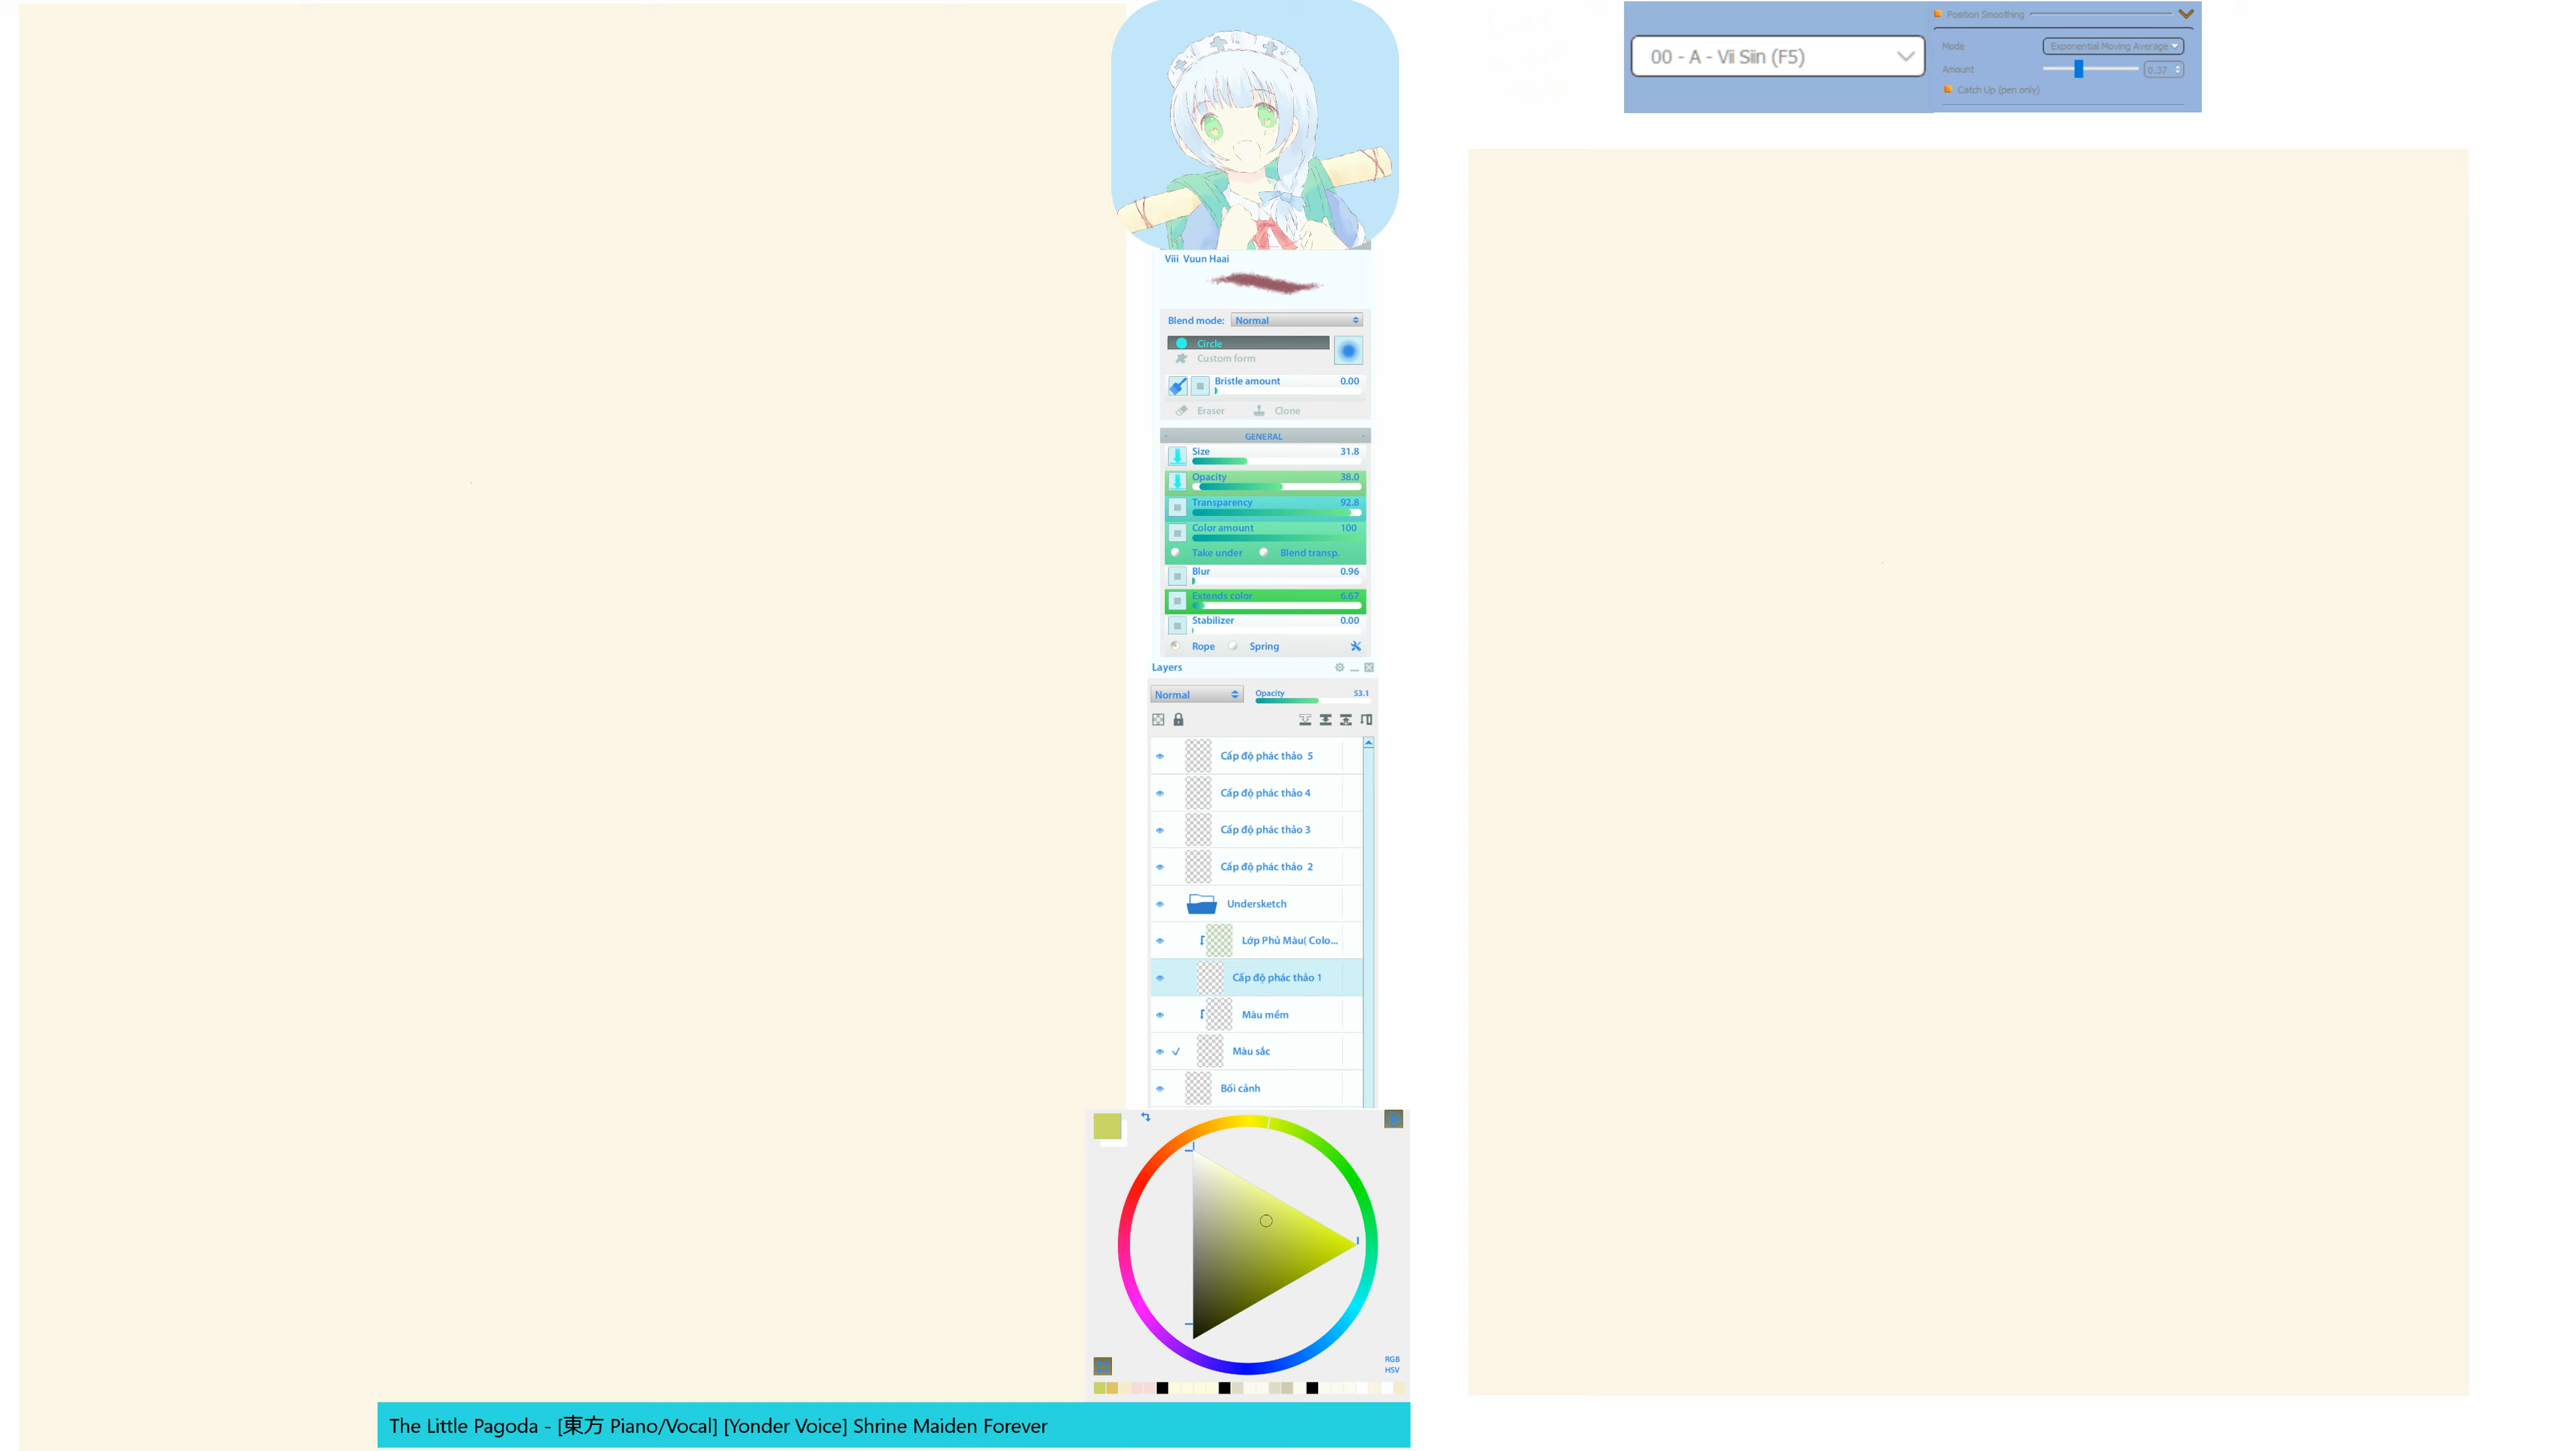 00 - A - Vii Siin (F5)
Position Smoothing
Mode
Exponential Moving Average
Amount
0.37
Catch Up (pen only)
Viii Vuun Haai
Blend mode: Normal
Circle
Custom form
Bristle amount 0.00
Eraser Clone
GENERAL
Size 31.8
Opacity 38.0
Transparency 92.8
Color amount 100
Take under Blend transp.
Blur 0.96
Extends color 6.67
Stabilizer 0.00
Rope Spring
Layers
Normal Opacity 53.1
Cấp độ phác thảo 5
Cấp độ phác thảo 4
Cấp độ phác thảo 3
Cấp độ phác thảo 2
Undersketch
Lớp Phủ Màu( Colo...
Cấp độ phác thảo 1
Màu mềm
Màu sắc
Bối cảnh
RGB
HSV
The Little Pagoda - [東方 Piano/Vocal] [Yonder Voice] Shrine Maiden Forever